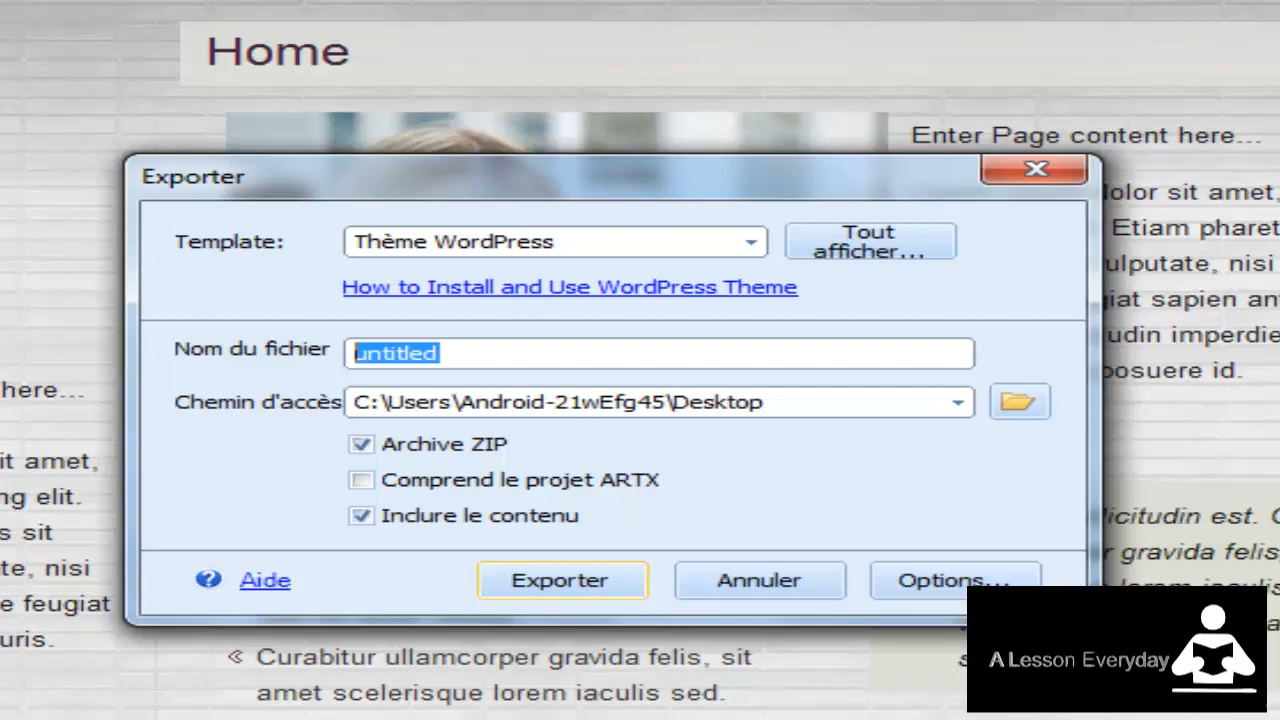 Home
Enter Page content here...
Exporter
dolor sit amet,
Template:
Thème WordPress
Tout
afficher...
Etiam pharet
ulputate, nisi
How to Install and Use WordPress Theme
giat sapien an
udin imperdie
Nom du fichier
untitled
posuere id.
here...
Chemin d'accès
C:\Users\Android-21wEfg45\Desktop
Archive ZIP
it amet,
Comprend le projet ARTX
ng elit.
Inclure le contenu
licitudin est.
s sit
r gravida felis
te, nisi
Aide
Exporter
Annuler
Options...
e feugiat
uris.
Curabitur ullamcorper gravida felis, sit
amet scelerisque lorem iaculis sed.
A Lesson Everyday